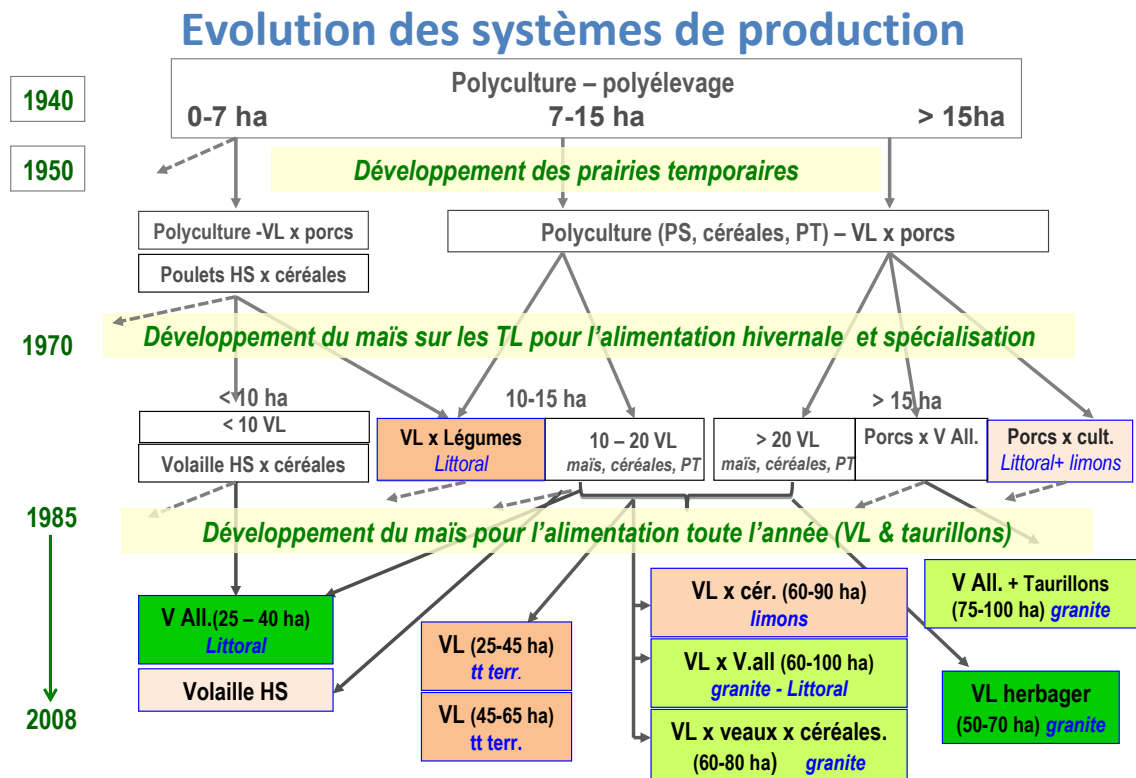 Evolution des systèmes de production
1940
Polyculture – polyélevage
0-7 ha 7-15 ha > 15ha
1950
Développement des prairies temporaires
Polyculture -VL x porcs
Poulets HS x céréales
Polyculture (PS, céréales, PT) – VL x porcs
1970
Développement du maïs sur les TL pour l’alimentation hivernale et spécialisation
< 10 ha
< 10 VL
Volaille HS x céréales
10-15 ha
VL x Légumes
Littoral
10 – 20 VL
maïs, céréales, PT
> 15 ha
> 20 VL
maïs, céréales, PT
Porcs x V All.
Porcs x cult.
Littoral+ limons
1985
Développement du maïs pour l’alimentation toute l’année (VL & taurillons)
V All.(25 – 40 ha)
Littoral
Volaille HS
VL (25-45 ha)
tt terr.
VL (45-65 ha)
tt terr.
VL x cér. (60-90 ha)
limons
VL x V.all (60-100 ha)
granite - Littoral
VL x veaux x céréales.
(60-80 ha) granite
V All. + Taurillons
(75-100 ha) granite
VL herbager
(50-70 ha) granite
2008